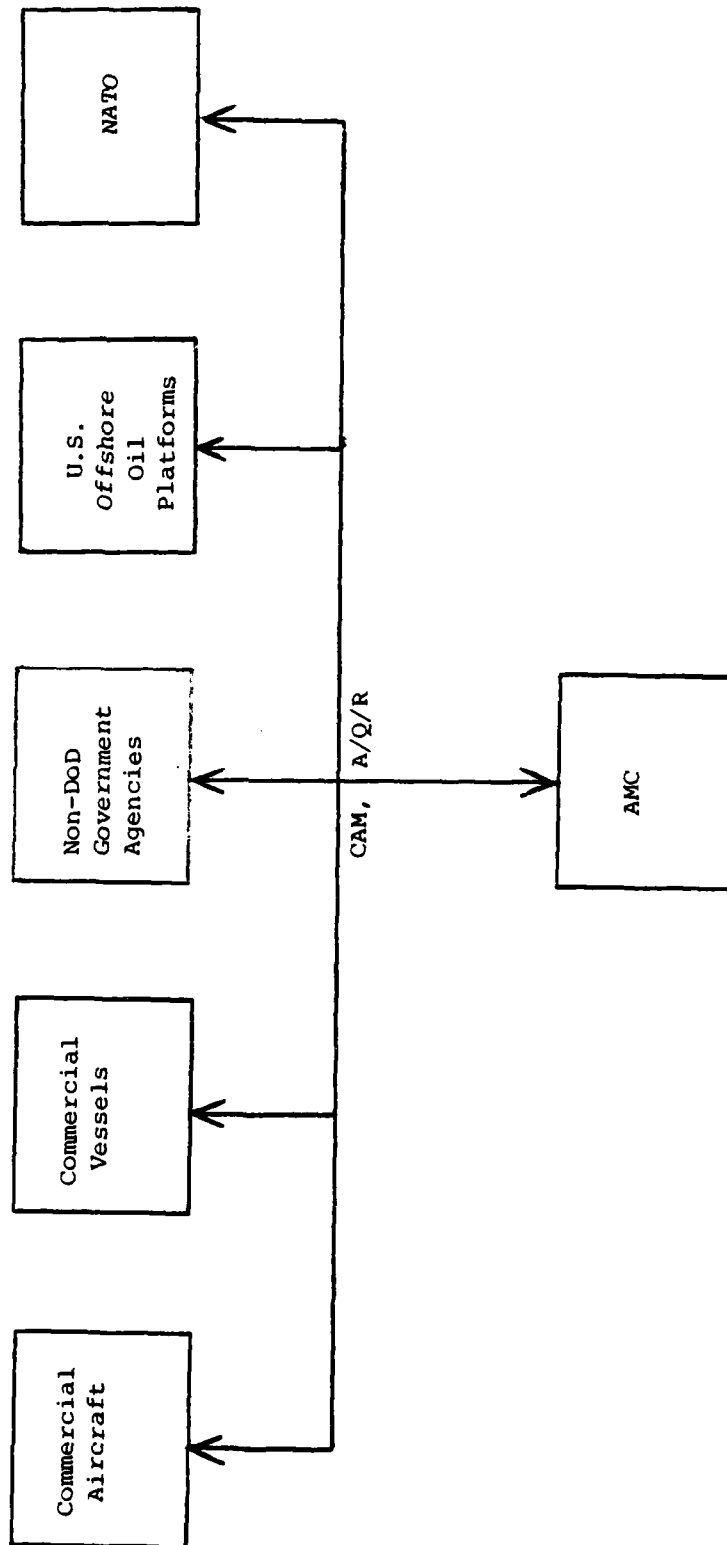 Commercial
Aircraft
Commercial
Vessels
Non-DoD
Government
Agencies
U.S.
Offshore
Oil
Platforms
NATO
CAM, A/Q/R
AMC